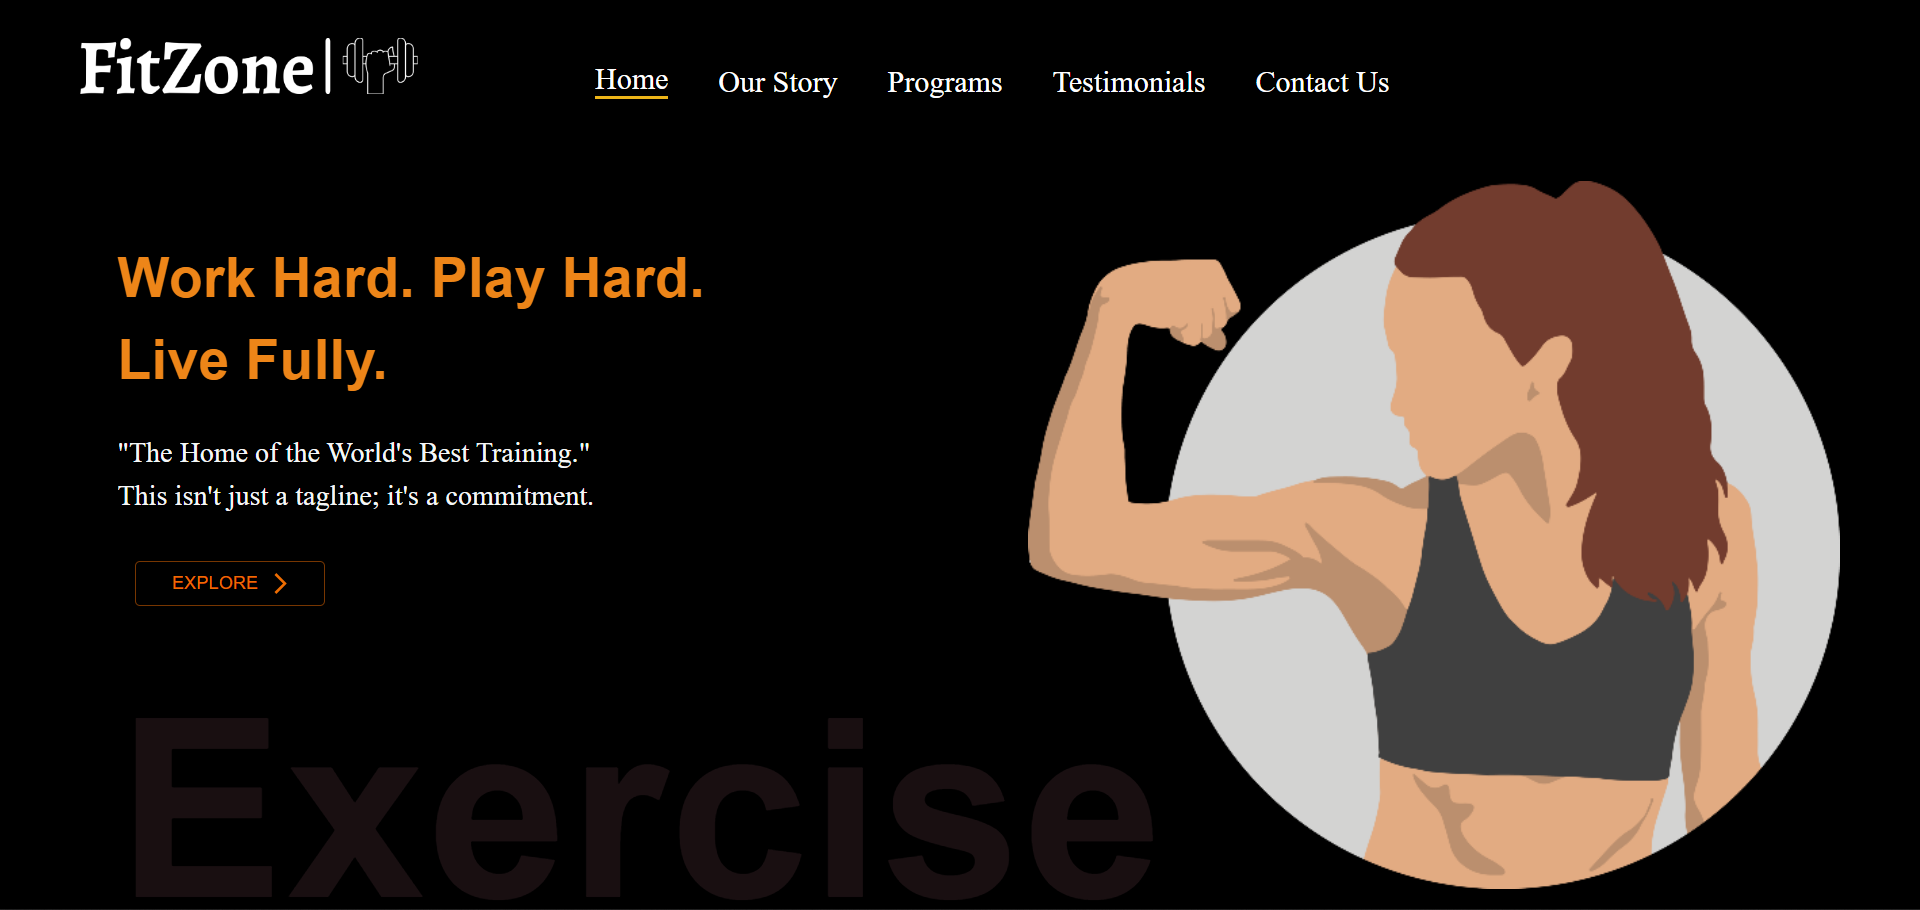 FitZone
Home Our Story Programs Testimonials Contact Us
Work Hard. Play Hard.
Live Fully.
"The Home of the World's Best Training."
This isn't just a tagline; it's a commitment.
EXPLORE
Exercise